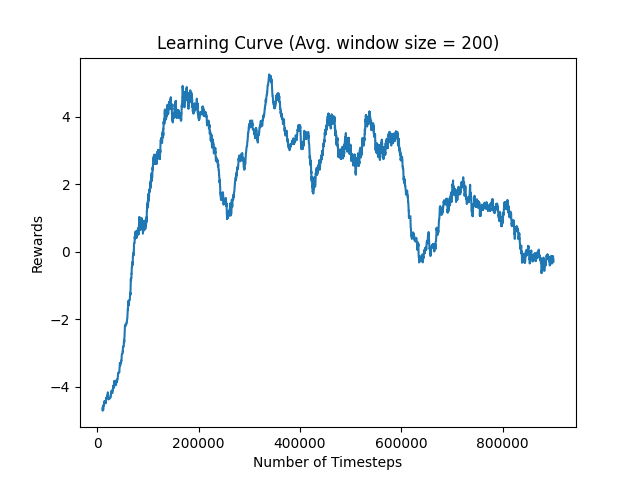 Learning Curve (Avg. window size = 200)
4
2
0
−2
−4
Rewards
0 200000 400000 600000 800000
Number of Timesteps